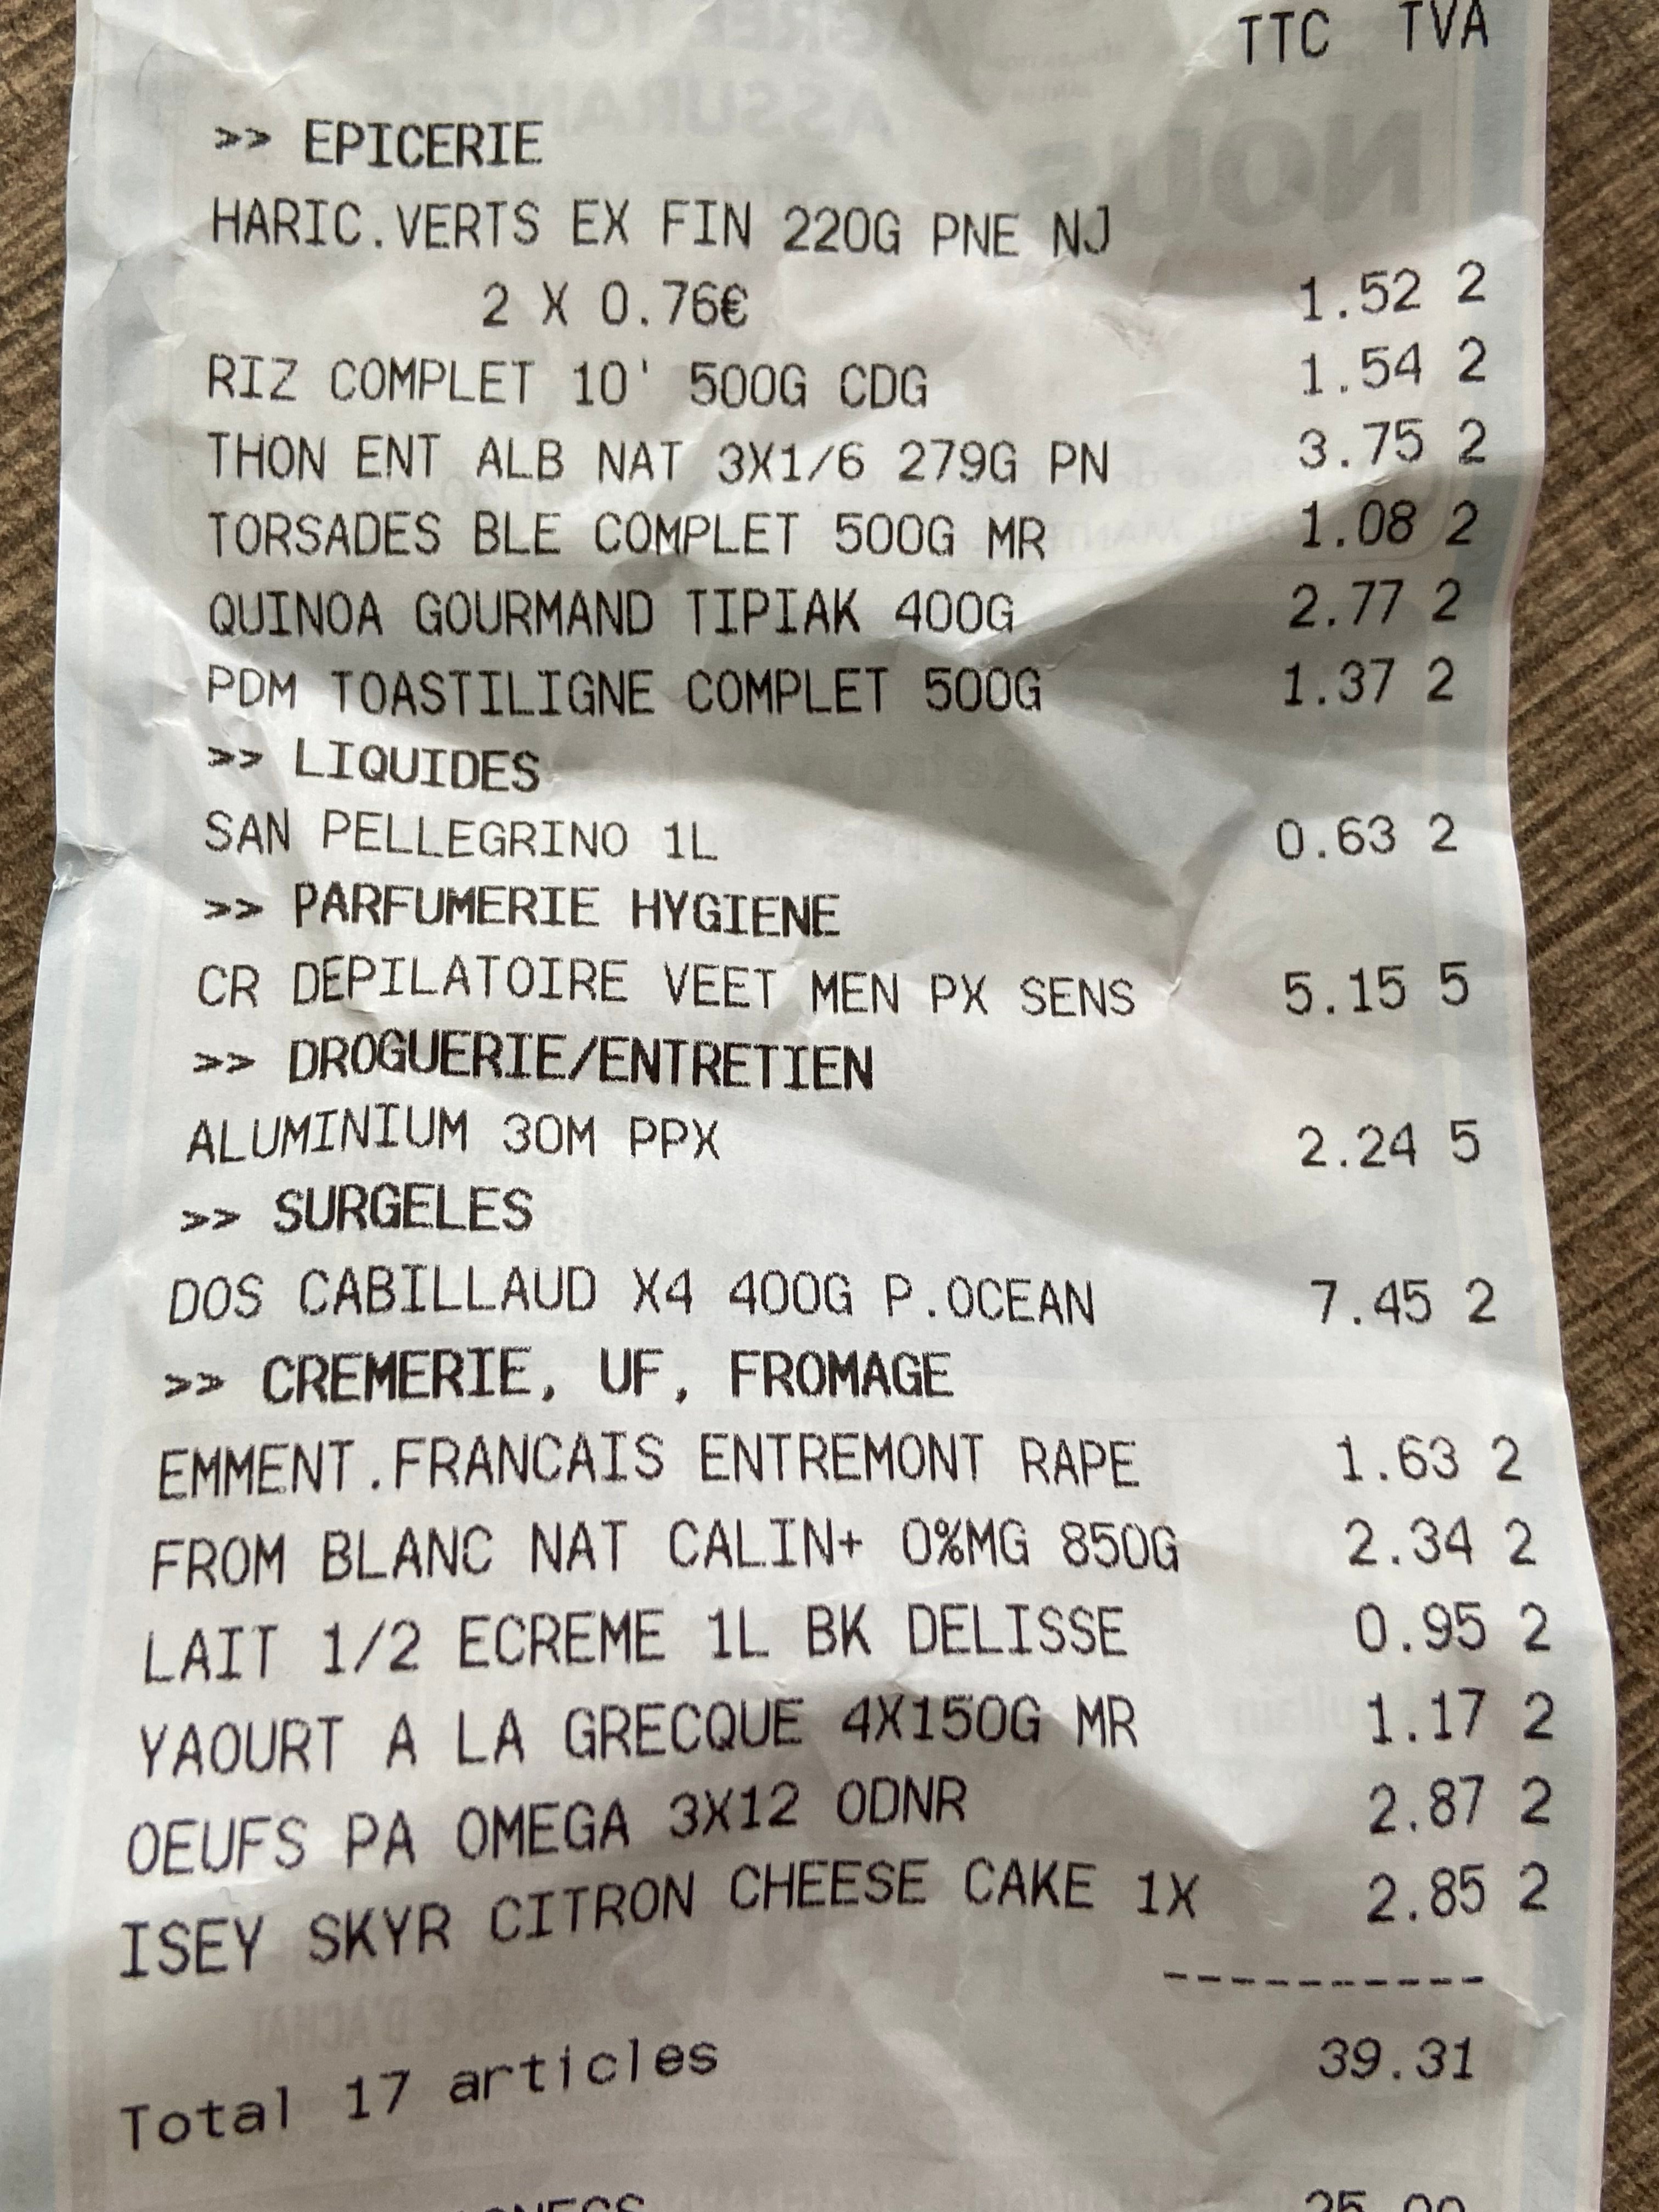 TTC TVA
>> EPICERIE
HARIC.VERTS EX FIN 220G PNE NJ
2 X 0.76€ 1.52 2
RIZ COMPLET 10' 500G CDG 1.54 2
THON ENT ALB NAT 3X1/6 279G PN 3.75 2
TORSADES BLE COMPLET 500G MR 1.08 2
QUINOA GOURMAND TIPIAK 400G 2.77 2
PDM TOASTILIGNE COMPLET 500G 1.37 2
>> LIQUIDES
SAN PELLEGRINO 1L 0.63 2
>> PARFUMERIE HYGIENE
CR DEPILATOIRE VEET MEN PX SENS 5.15 5
>> DROGUERIE/ENTRETIEN
ALUMINIUM 30M PPX 2.24 5
>> SURGELES
DOS CABILLAUD X4 400G P.OCEAN 7.45 2
>> CREMERIE, UF, FROMAGE
EMMENT.FRANCAIS ENTREMONT RAPE 1.63 2
FROM BLANC NAT CALIN+ 0%MG 850G 2.34 2
LAIT 1/2 ECREME 1L BK DELISSE 0.95 2
YAOURT A LA GRECQUE 4X150G MR 1.17 2
OEUFS PA OMEGA 3X12 ODNR 2.87 2
ISEY SKYR CITRON CHEESE CAKE 1X 2.85 2
----------
Total 17 articles 39.31